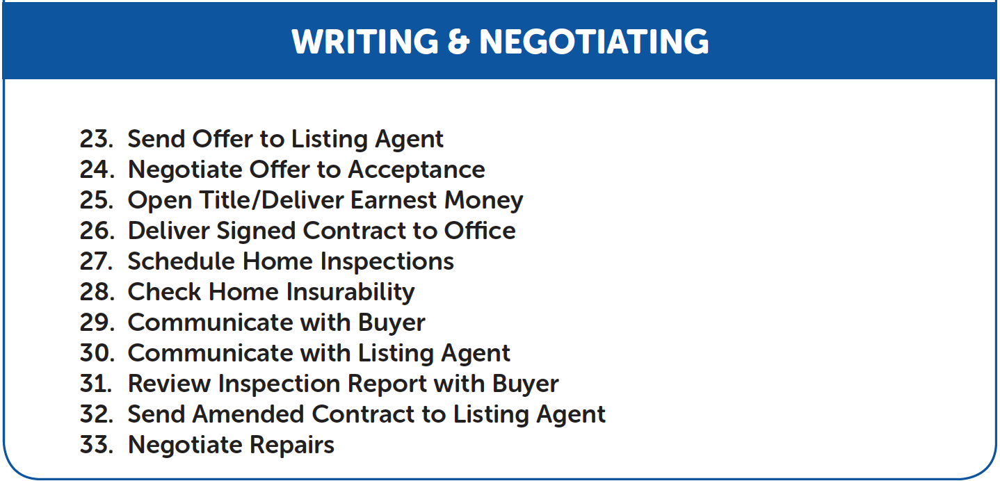 WRITING & NEGOTIATING
23. Send Offer to Listing Agent
24. Negotiate Offer to Acceptance
25. Open Title/Deliver Earnest Money
26. Deliver Signed Contract to Office
27. Schedule Home Inspections
28. Check Home Insurability
29. Communicate with Buyer
30. Communicate with Listing Agent
31. Review Inspection Report with Buyer
32. Send Amended Contract to Listing Agent
33. Negotiate Repairs